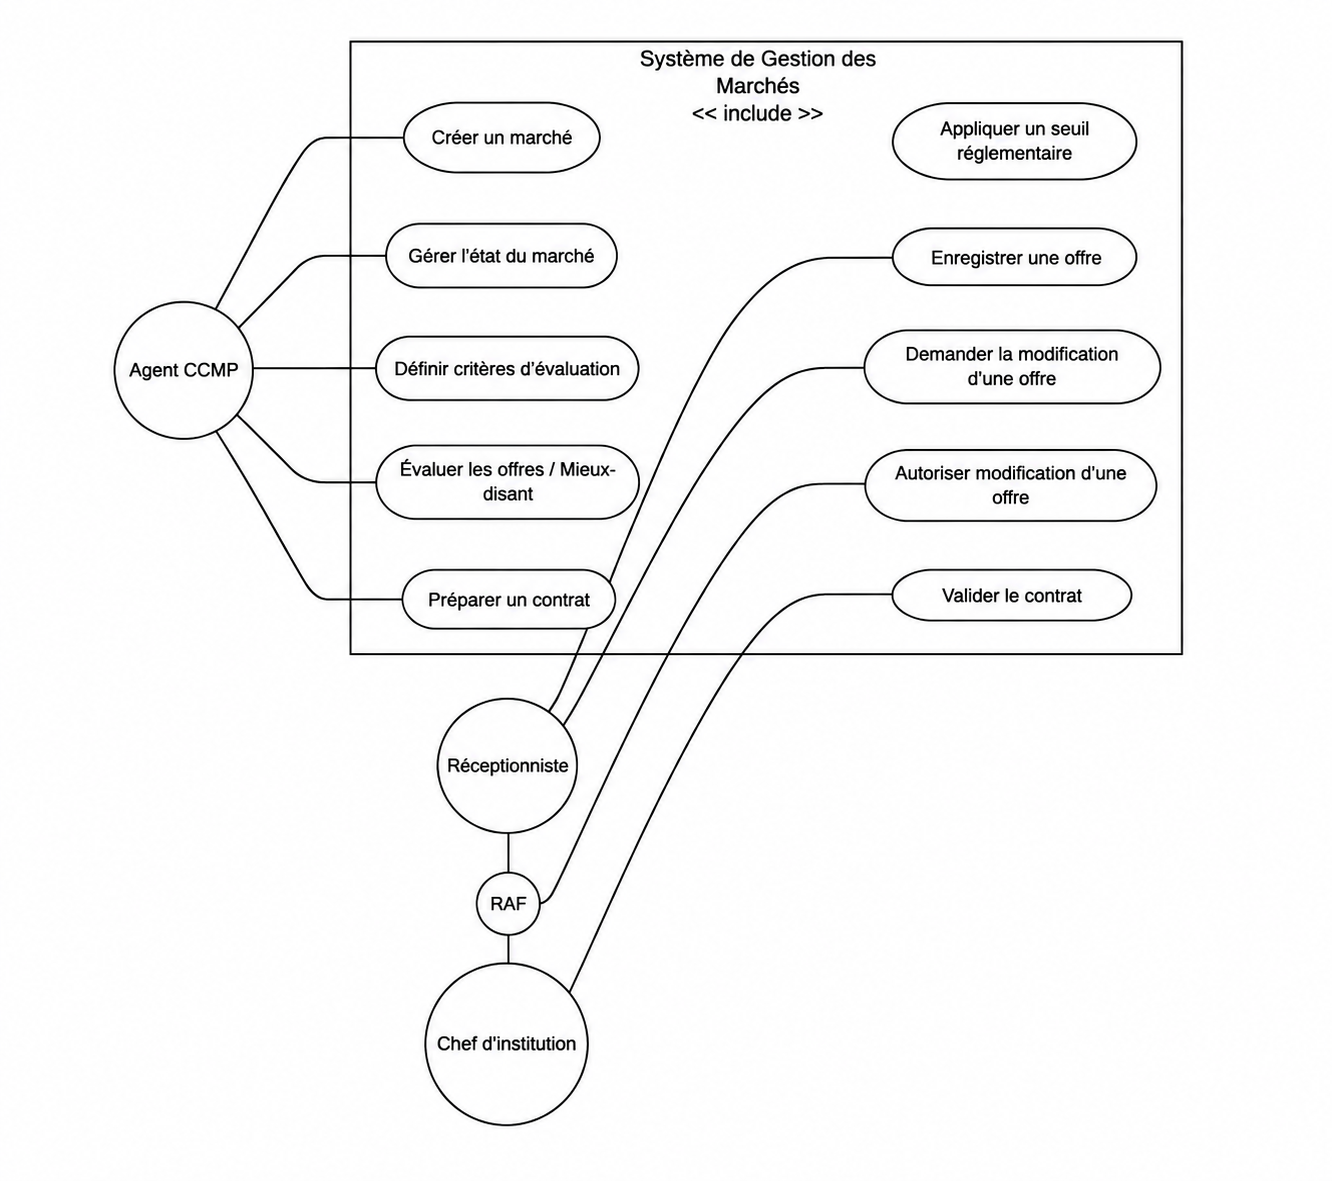 Système de Gestion des
Marchés
<< include >>
Créer un marché
Appliquer un seuil
réglementaire
Gérer l'état du marché
Enregistrer une offre
Agent CCMP
Définir critères d'évaluation
Demander la modification
d'une offre
Évaluer les offres / Mieux-
disant
Autoriser modification d'une
offre
Préparer un contrat
Valider le contrat
Réceptionniste
RAF
Chef d'institution